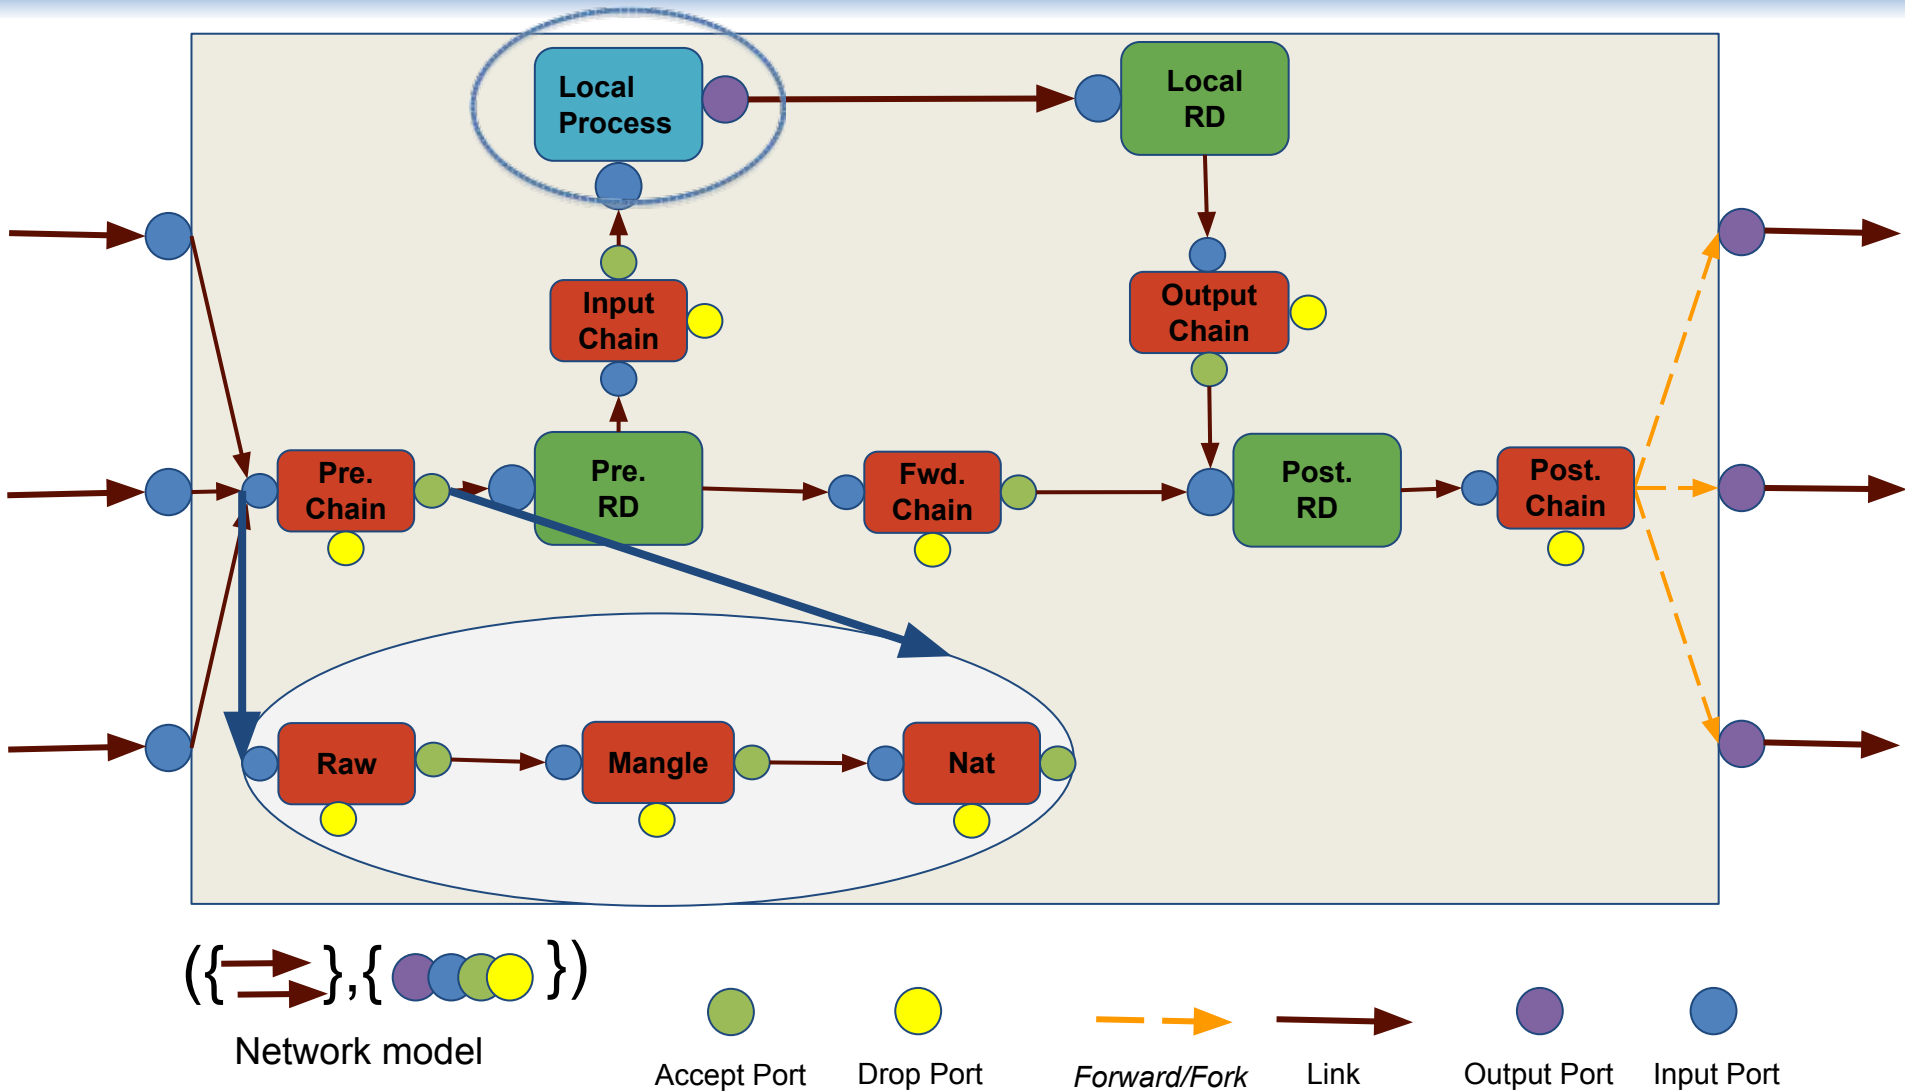 Local
Process
Local
RD
Input
Chain
Output
Chain
Pre.
Chain
Pre.
RD
Fwd.
Chain
Post.
RD
Post.
Chain
Raw
Mangle
Nat
({ },{ })
Network model
Accept Port
Drop Port
Forward/Fork
Link
Output Port
Input Port